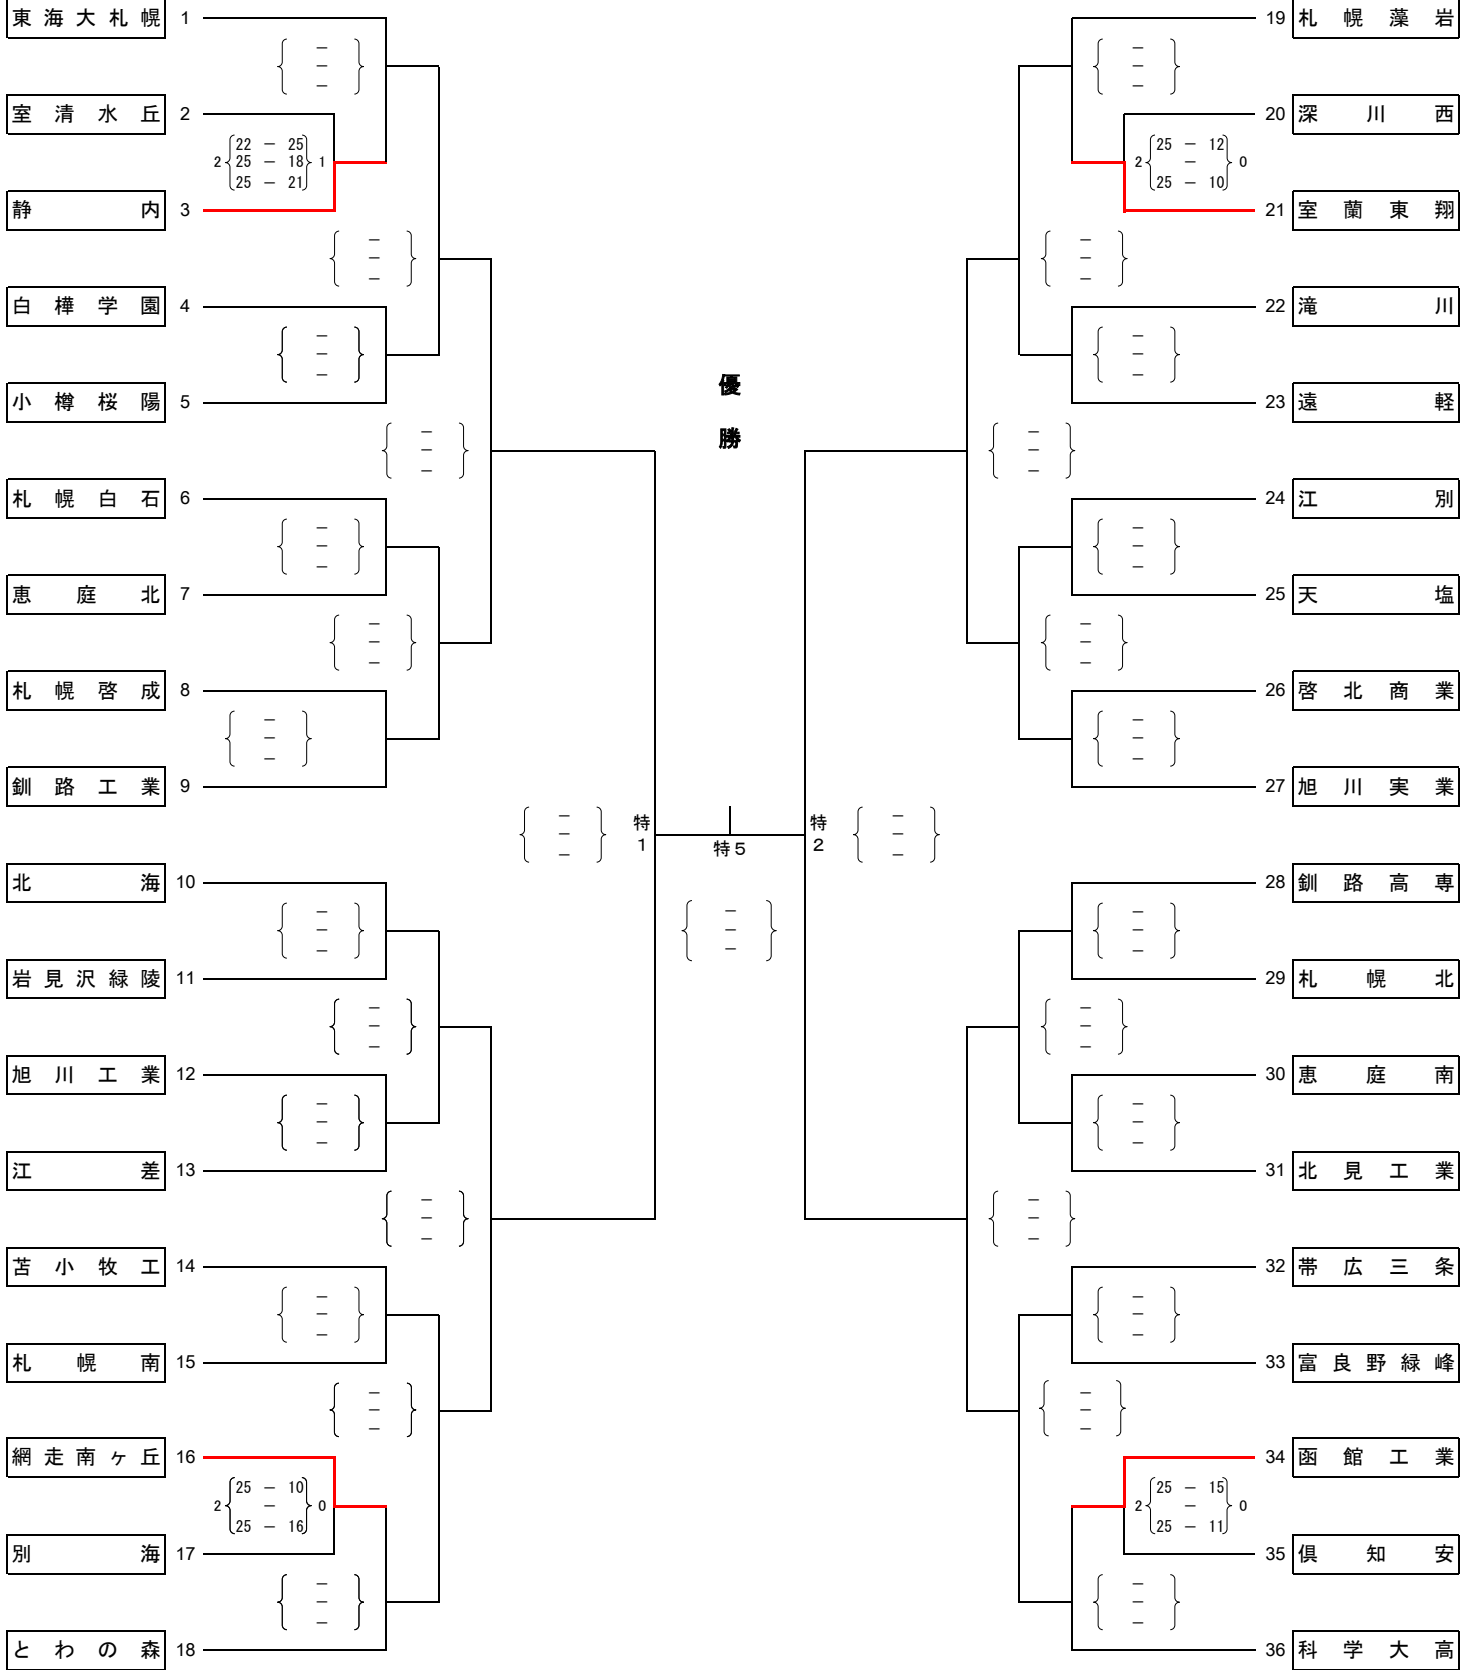 東海大札幌 1
室清水丘 2
2 22 － 25 1
25 － 18
25 － 21
静内 3
白樺学園 4
小樽桜陽 5
札幌白石 6
恵庭北 7
札幌啓成 8
釧路工業 9
北海 10
岩見沢緑陵 11
旭川工業 12
江差 13
苫小牧工 14
札幌南 15
網走南ヶ丘 16
2 25 － 10 0
－
25 － 16
別海 17
とわの森 18
優
勝
特
1
特5
特
2
19 札幌藻岩
20 深川西
2 25 － 12 0
－
25 － 10
21 室蘭東翔
22 滝川
23 遠軽
24 江別
25 天塩
26 啓北商業
27 旭川実業
28 釧路高専
29 札幌北
30 恵庭南
31 北見工業
32 帯広三条
33 富良野緑峰
34 函館工業
2 25 － 15 0
－
25 － 11
35 倶知安
36 科学大高